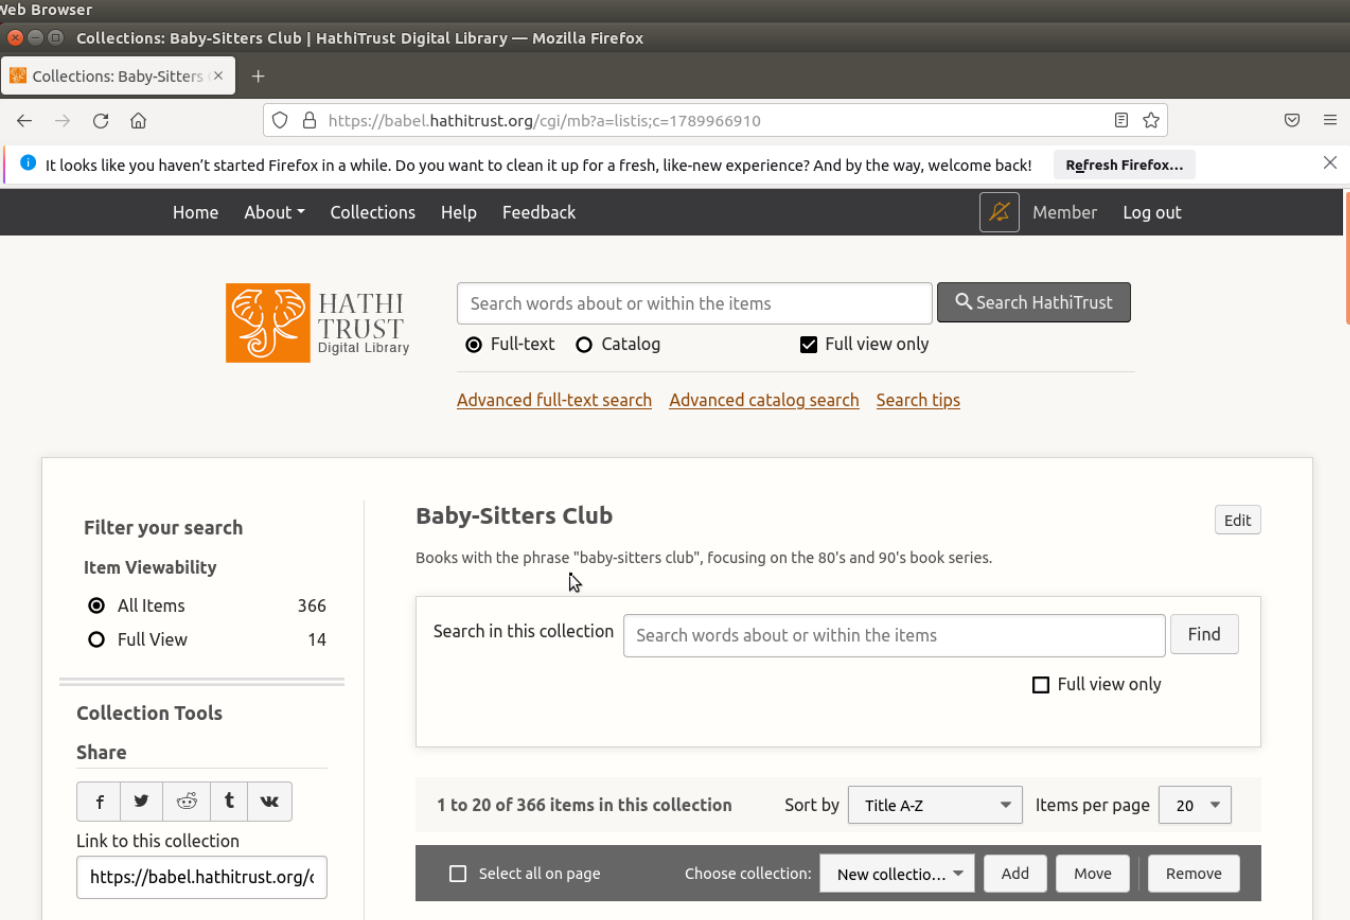 Web Browser
Collections: Baby-Sitters Club | HathiTrust Digital Library — Mozilla Firefox
Collections: Baby-Sitters
https://babel.hathitrust.org/cgi/mb?a=listis;c=1789966910
It looks like you haven't started Firefox in a while. Do you want to clean it up for a fresh, like-new experience? And by the way, welcome back! Refresh Firefox...
Home About Collections Help Feedback Member Log out
HATHI
TRUST
Digital Library
Search words about or within the items Search HathiTrust
Full-text Catalog Full view only
Advanced full-text search Advanced catalog search Search tips
Filter your search
Item Viewability
All Items 366
Full View 14
Collection Tools
Share
f t
Link to this collection
https://babel.hathitrust.org/c
Baby-Sitters Club Edit
Books with the phrase "baby-sitters club", focusing on the 80's and 90's book series.
Search in this collection Search words about or within the items Find
Full view only
1 to 20 of 366 items in this collection Sort by Title A-Z Items per page 20
Select all on page Choose collection: New collectio... Add Move Remove